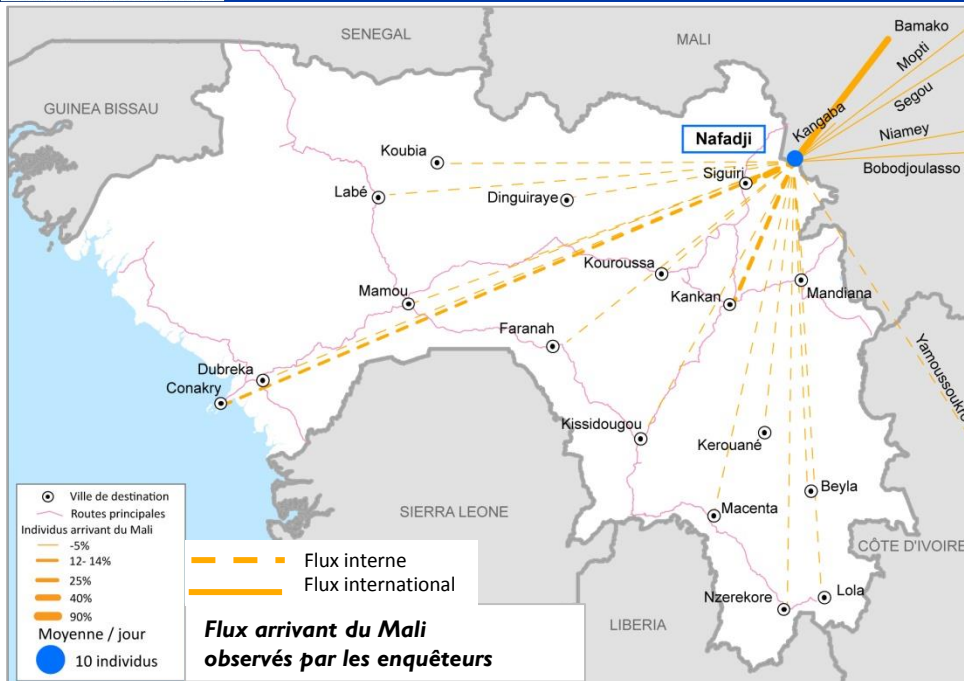 SENEGAL
MALI
Bamako
Mopti
Segou
Niamey
Bobodjoulasso
Kangaba
GUINEA BISSAU
Nafadji
Koubia
Siguiri
Labé
Dinguiraye
Kouroussa
Mamou
Kankan
Mandiana
Faranah
Yamoussoukro
Dubreka
Conakry
Kissidougou
Kerouané
Beyla
Macenta
SIERRA LEONE
CÔTE D'IVOIRE
Nzerekore
Lola
LIBERIA
Ville de destination
Routes principales
Individus arrivant du Mali
-5%
12- 14%
25%
40%
90%
Moyenne / jour
10 individus
Flux interne
Flux international
Flux arrivant du Mali
observés par les enquêteurs